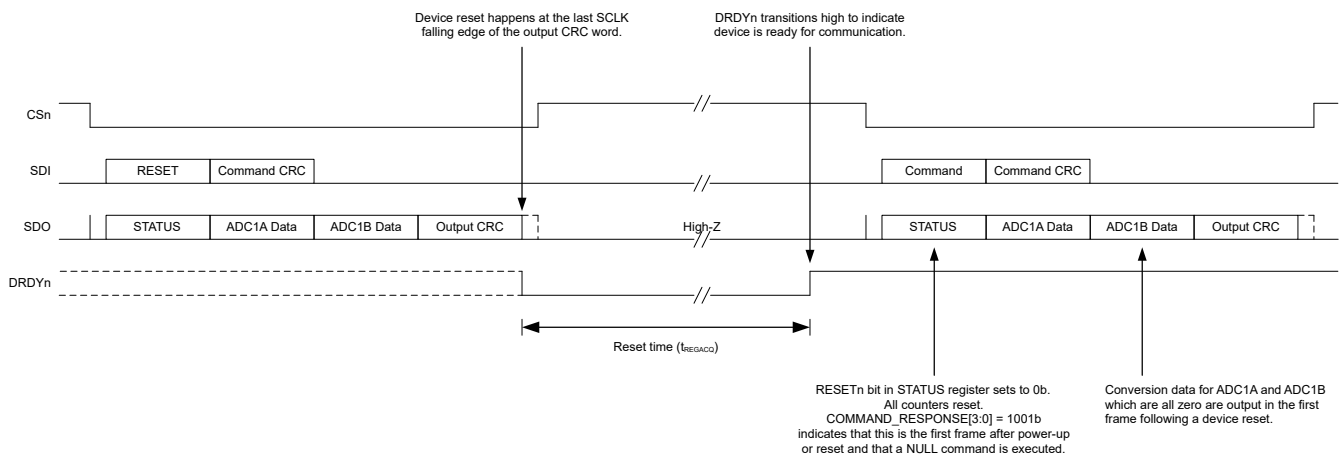 Device reset happens at the last SCLK
falling edge of the output CRC word.
DRDYn transitions high to indicate
device is ready for communication.
CSn
SDI
RESET
Command CRC
Command
Command CRC
SDO
STATUS
ADC1A Data
ADC1B Data
Output CRC
High-Z
STATUS
ADC1A Data
ADC1B Data
Output CRC
DRDYn
Reset time (tREGACQ)
RESETn bit in STATUS register sets to 0b.
All counters reset.
COMMAND_RESPONSE[3:0] = 1001b
indicates that this is the first frame after power-up
or reset and that a NULL command is executed.
Conversion data for ADC1A and ADC1B
which are all zero are output in the first
frame following a device reset.